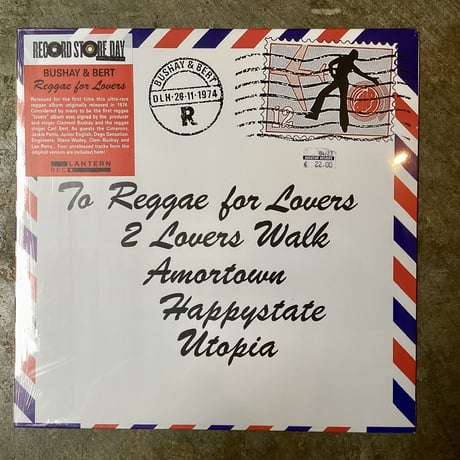 RECORD STORE DAY
BUSHAY & BERT
Reggae for Lovers
Reissued for the first time this ultra-rare
reggae album originally released in 1974.
Considered by many to be the first reggae
"lovers" album ever, signed by the producer
and singer Clement Bushay and the reggae
singer Carl Bert. As guests the Cimarons,
Jackie Parris, Junior English, Dego Sensation.
Engineers: Steve Wadey, Clem Bushay and
Lee Perry... Four unreleased tracks from the
original versions are included here!
LANTERN
REC
BUSHAY & BERT
DLH-26-11-1974
R
12
€ 22.00
To Reggae for Lovers
2 Lovers Walk
Amortown
Happystate
Utopia